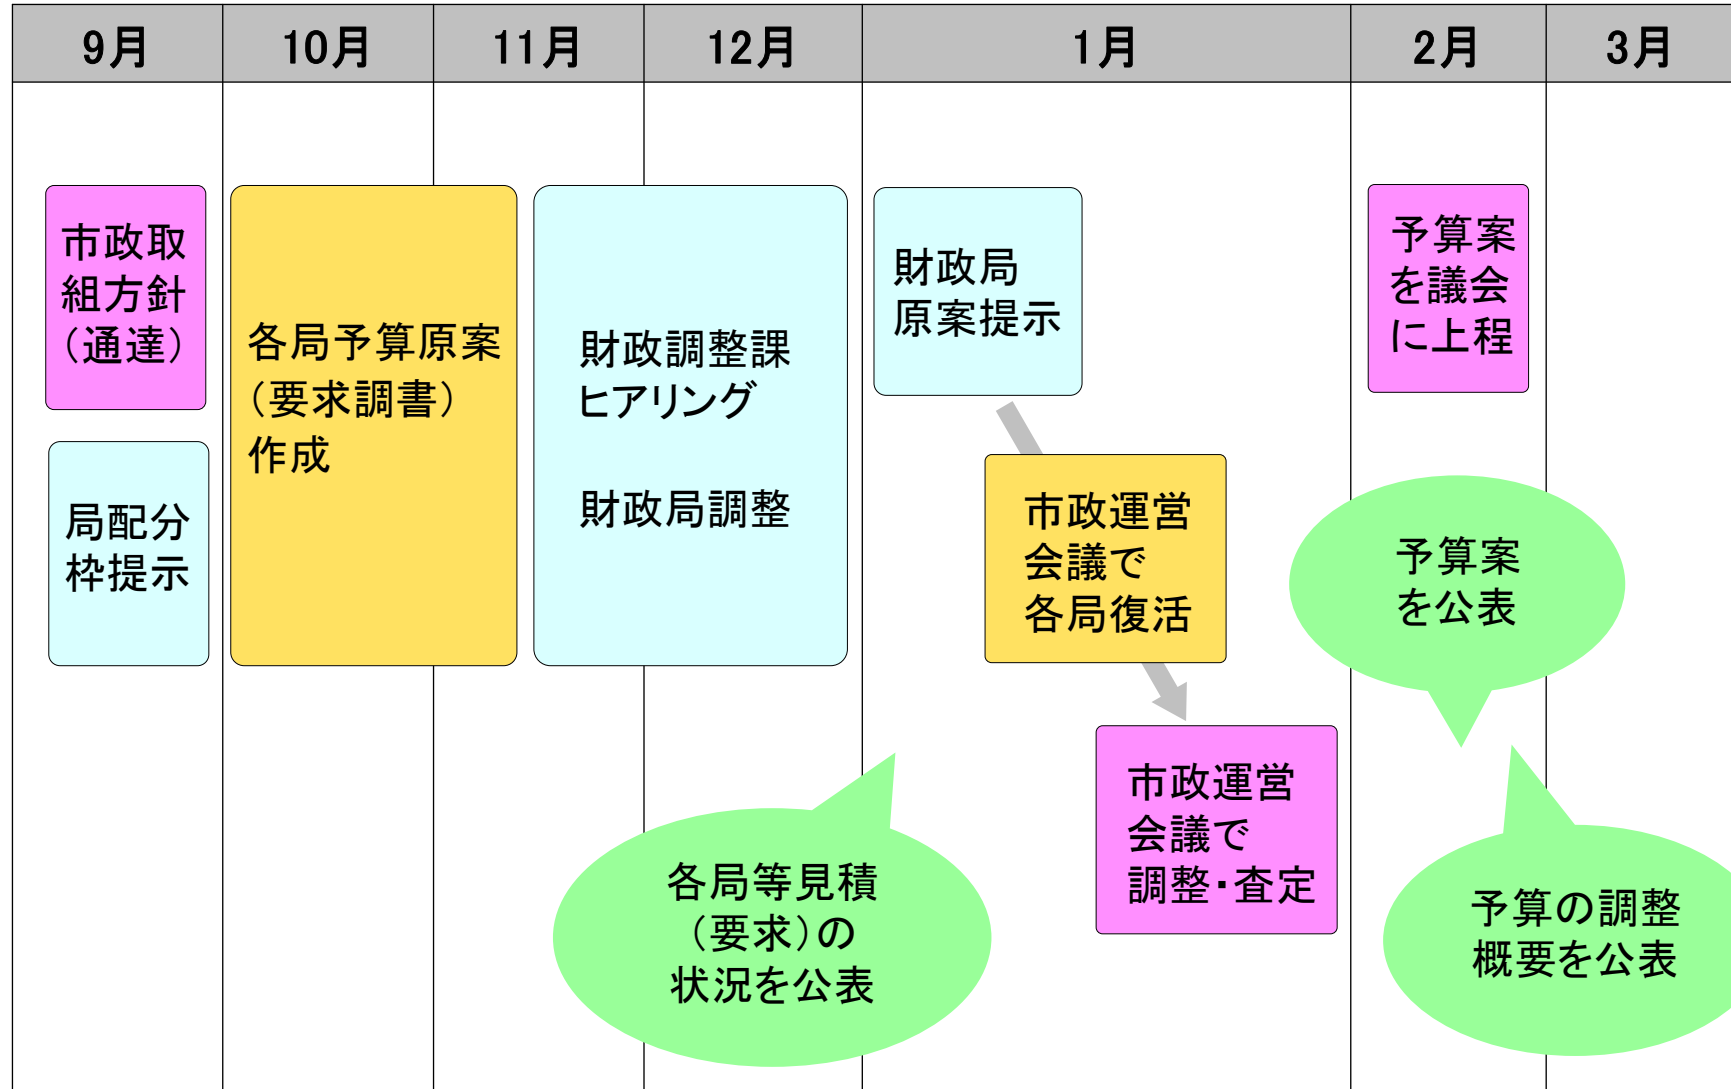 9月
10月
11月
12月
1月
2月
3月
市政取
組方針
（通達）
局配分
枠提示
各局予算原案
（要求調書）
作成
財政調整課
ヒアリング
財政局調整
財政局
原案提示
市政運営
会議で
各局復活
市政運営
会議で
調整・査定
各局等見積
（要求）の
状況を公表
予算案
を議会
に上程
予算案
を公表
予算の調整
概要を公表